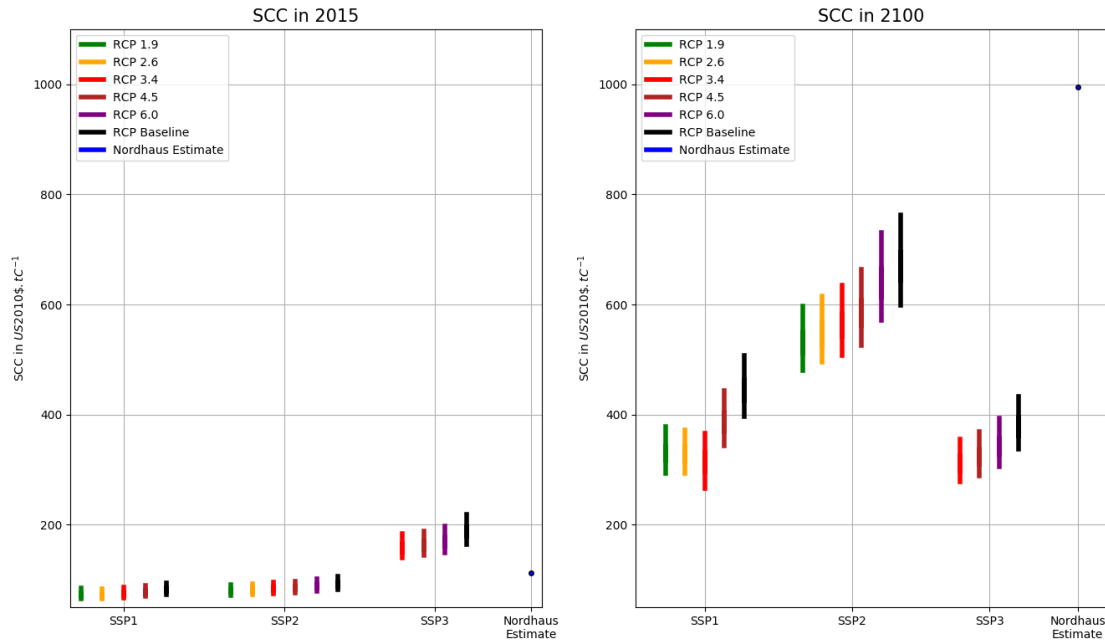 SCC in 2015
1000
800
600
400
200
SCC in US2010$.tC⁻¹
RCP 1.9
RCP 2.6
RCP 3.4
RCP 4.5
RCP 6.0
RCP Baseline
Nordhaus Estimate
SSP1
SSP2
SSP3
Nordhaus
Estimate
SCC in 2100
1000
800
600
400
200
SCC in US2010$.tC⁻¹
RCP 1.9
RCP 2.6
RCP 3.4
RCP 4.5
RCP 6.0
RCP Baseline
Nordhaus Estimate
SSP1
SSP2
SSP3
Nordhaus
Estimate